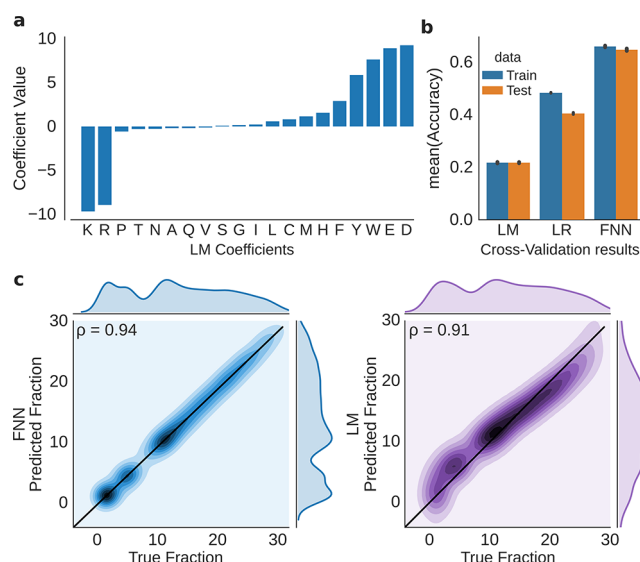 a
10
5
0
−5
−10
Coefficient Value
K R P T N A Q V S G I L C M H F Y W E D
LM Coefficients
b
0.6
0.4
0.2
0.0
mean(Accuracy)
data
Train
Test
LM LR FNN
Cross-Validation results
c
ρ = 0.94
30
20
10
0
FNN
Predicted Fraction
0 10 20 30
True Fraction
ρ = 0.91
30
20
10
0
LM
Predicted Fraction
0 10 20 30
True Fraction